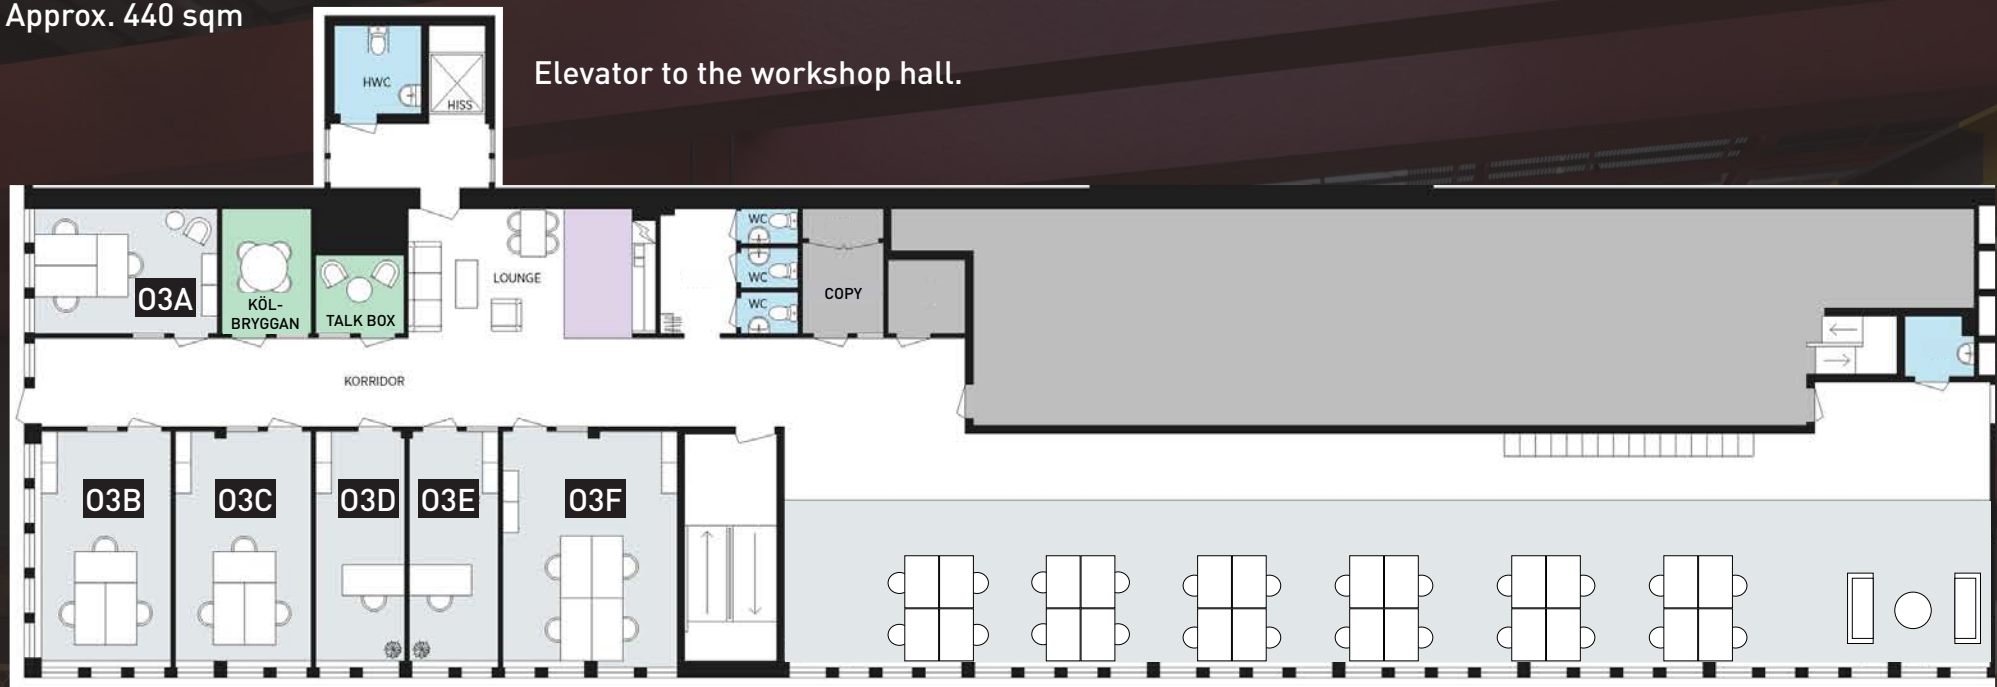 Approx. 440 sqm
Elevator to the workshop hall.
HWC
HISS
WC
LOUNGE
WC
03A
COPY
KÖL-
BRYGGAN
TALK BOX
WC
KORRIDOR
03B
03C
03D
03E
03F